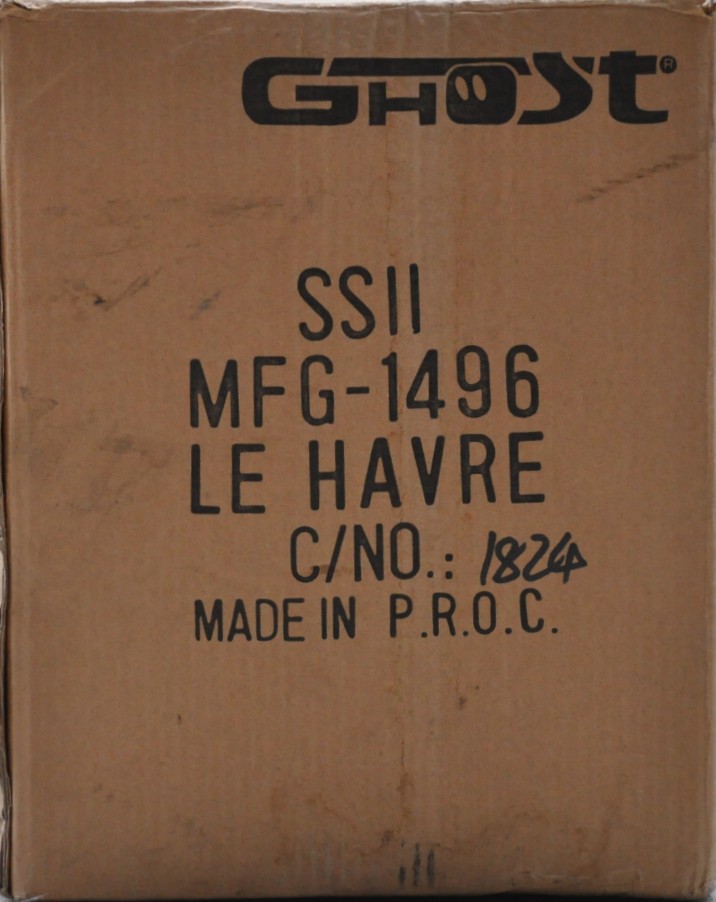 GHOST®
SSII
MFG-1496
LE HAVRE
C/NO.: 1824
MADE IN P.R.O.C.